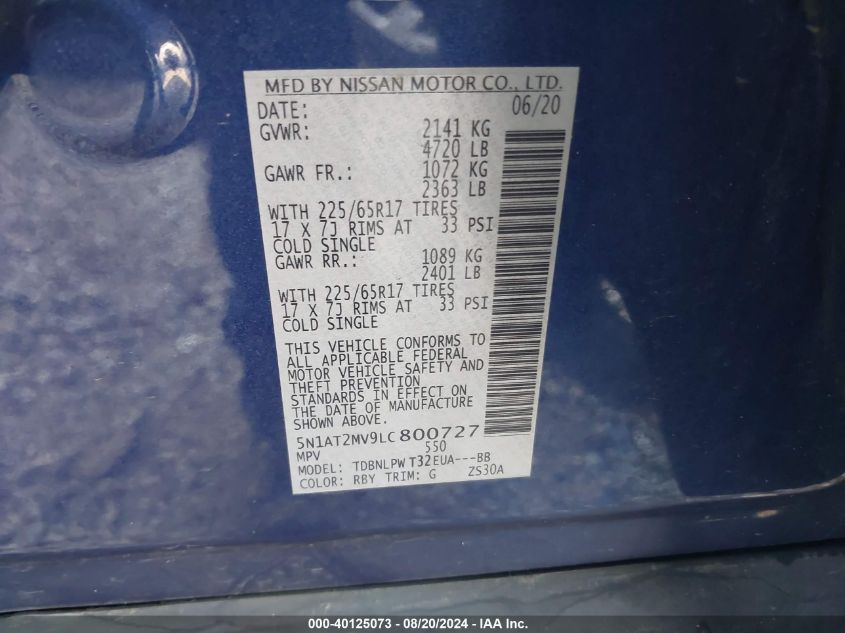 MFD BY NISSAN MOTOR CO., LTD.
DATE: 06/20
GVWR: 2141 KG
4720 LB
GAWR FR.: 1072 KG
2363 LB
WITH 225/65R17 TIRES
17 X 7J RIMS AT 33 PSI
COLD SINGLE
GAWR RR.: 1089 KG
2401 LB
WITH 225/65R17 TIRES
17 X 7J RIMS AT 33 PSI
COLD SINGLE
THIS VEHICLE CONFORMS TO
ALL APPLICABLE FEDERAL
MOTOR VEHICLE SAFETY AND
THEFT PREVENTION
STANDARDS IN EFFECT ON
THE DATE OF MANUFACTURE
SHOWN ABOVE.
5N1AT2MV9LC800727
MPV 550
MODEL: TDBNLPW T32EUA---BB
COLOR: RBY TRIM: G ZS30A
000-40125073 - 08/20/2024 - IAA Inc.